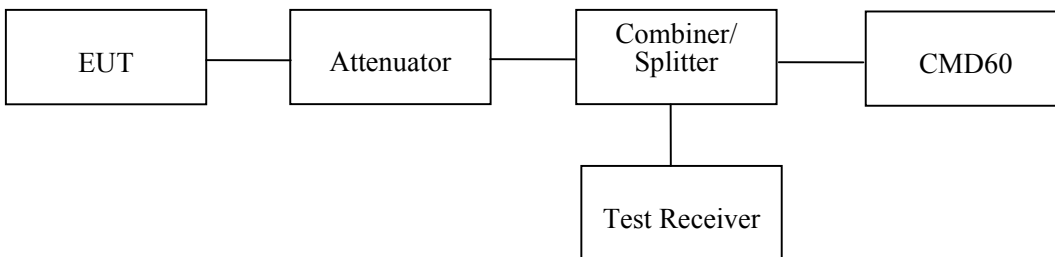 EUT
Attenuator
Combiner/
Splitter
CMD60
Test Receiver